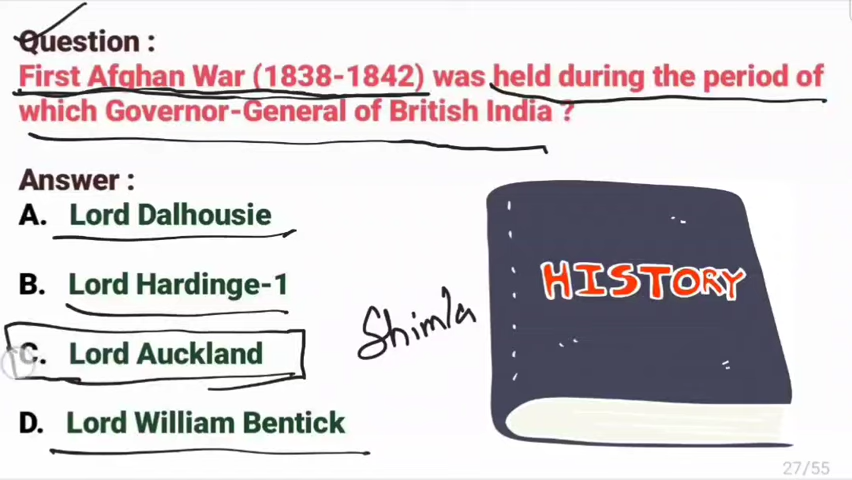 Question :
First Afghan War (1838-1842) was held during the period of
which Governor-General of British India ?
Answer :
A. Lord Dalhousie
B. Lord Hardinge-1
C. Lord Auckland
D. Lord William Bentick
Shimla
HISTORY
27/55